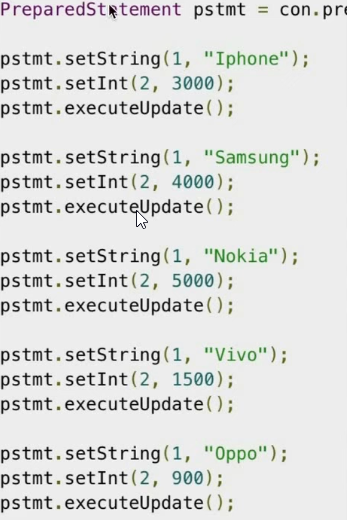 PreparedStatement pstmt = con.pre
pstmt.setString(1, "Iphone");
pstmt.setInt(2, 3000);
pstmt.executeUpdate();
pstmt.setString(1, "Samsung");
pstmt.setInt(2, 4000);
pstmt.executeUpdate();
pstmt.setString(1, "Nokia");
pstmt.setInt(2, 5000);
pstmt.executeUpdate();
pstmt.setString(1, "Vivo");
pstmt.setInt(2, 1500);
pstmt.executeUpdate();
pstmt.setString(1, "Oppo");
pstmt.setInt(2, 900);
pstmt.executeUpdate();